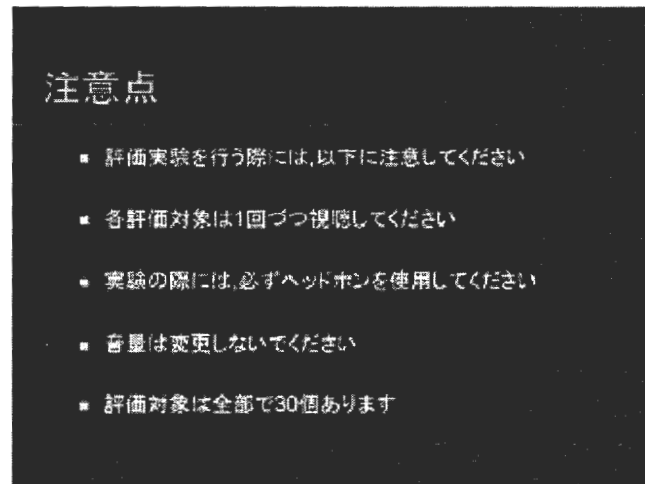 注意点
■ 評価実験を行う際には,以下に注意してください
■ 各評価対象は1回づつ視聴してください
■ 実験の際には,必ずヘッドホンを使用してください
■ 音量は変更しないでください
■ 評価対象は全部で30個あります